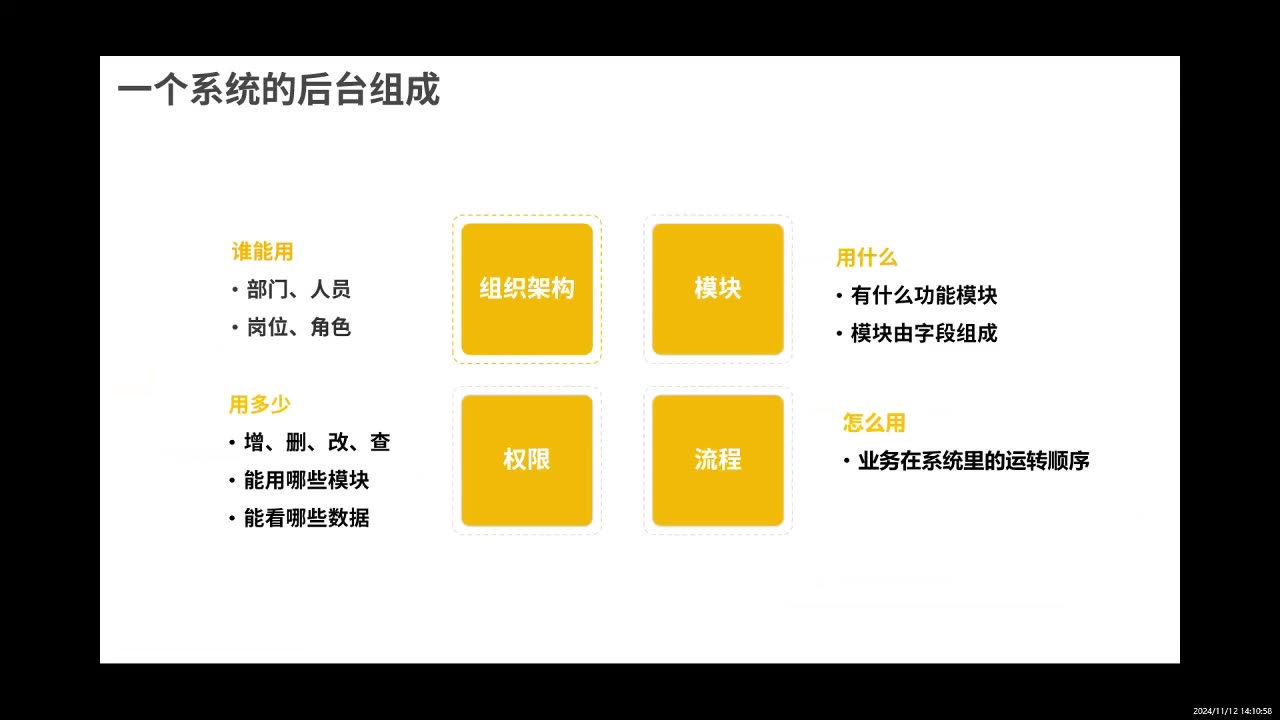 一个系统的后台组成
谁能用
• 部门、人员
• 岗位、角色
组织架构
模块
用什么
• 有什么功能模块
• 模块由字段组成
用多少
• 增、删、改、查
• 能用哪些模块
• 能看哪些数据
权限
流程
怎么用
• 业务在系统里的运转顺序
2024/11/12 14:10:58